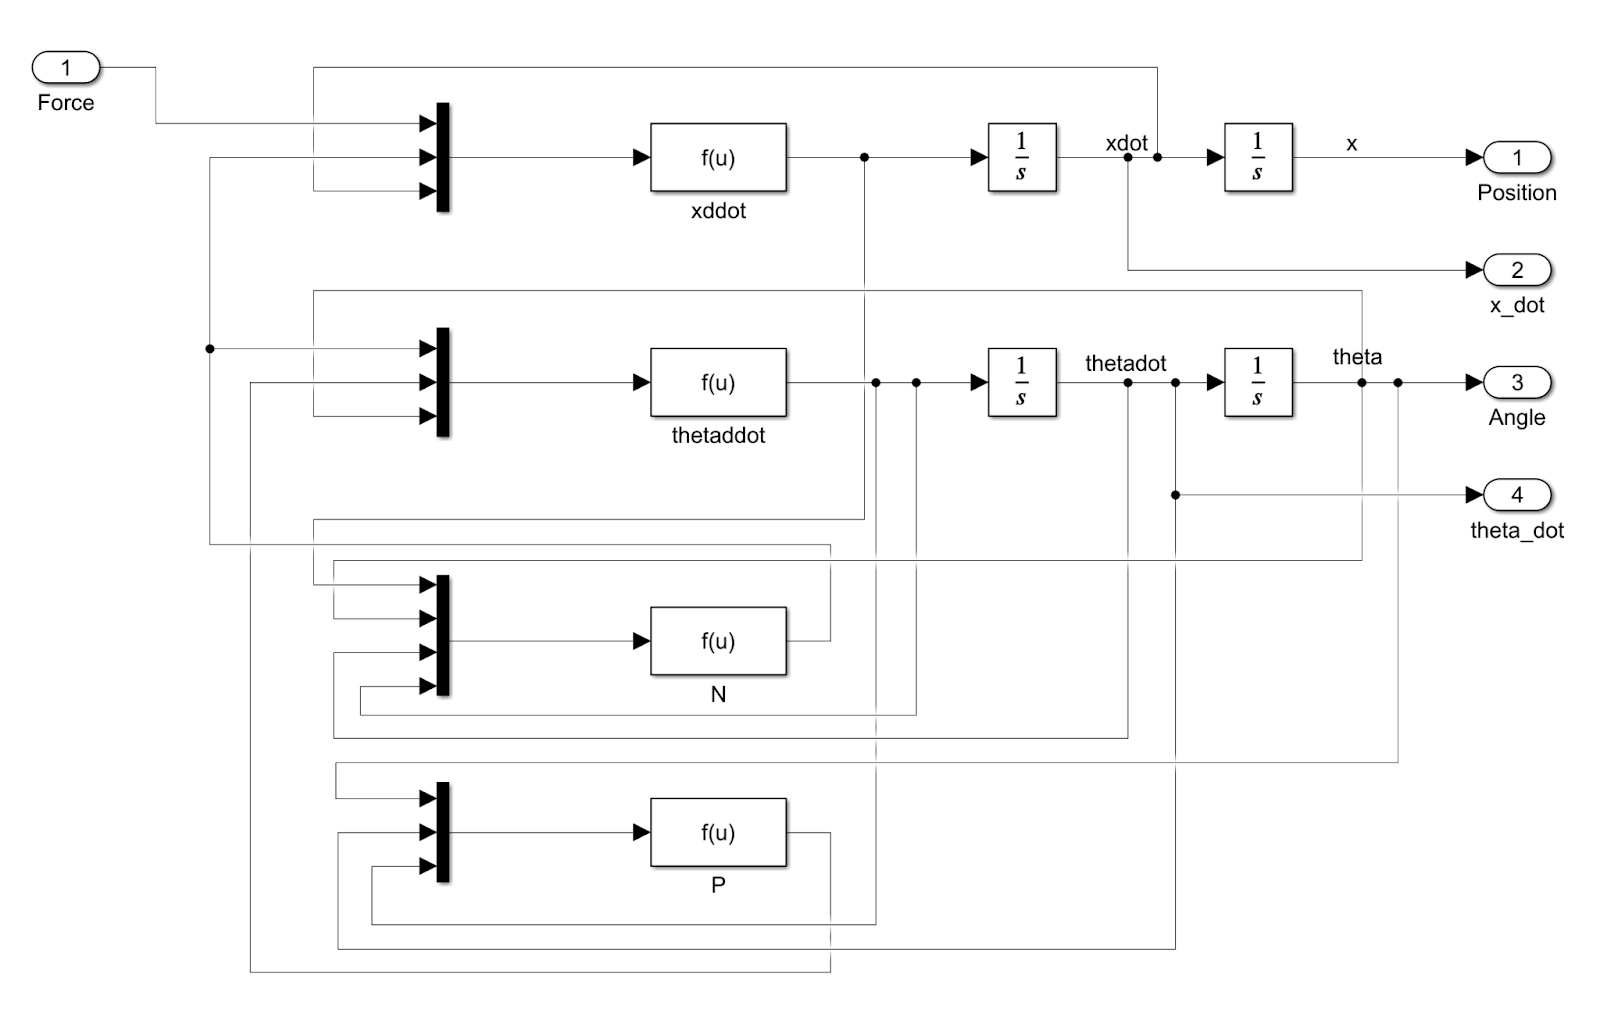 1
Force
f(u)
xddot
1
s
xdot
1
s
x
1
Position
2
x_dot
f(u)
thetaddot
1
s
thetadot
1
s
theta
3
Angle
4
theta_dot
f(u)
N
f(u)
P